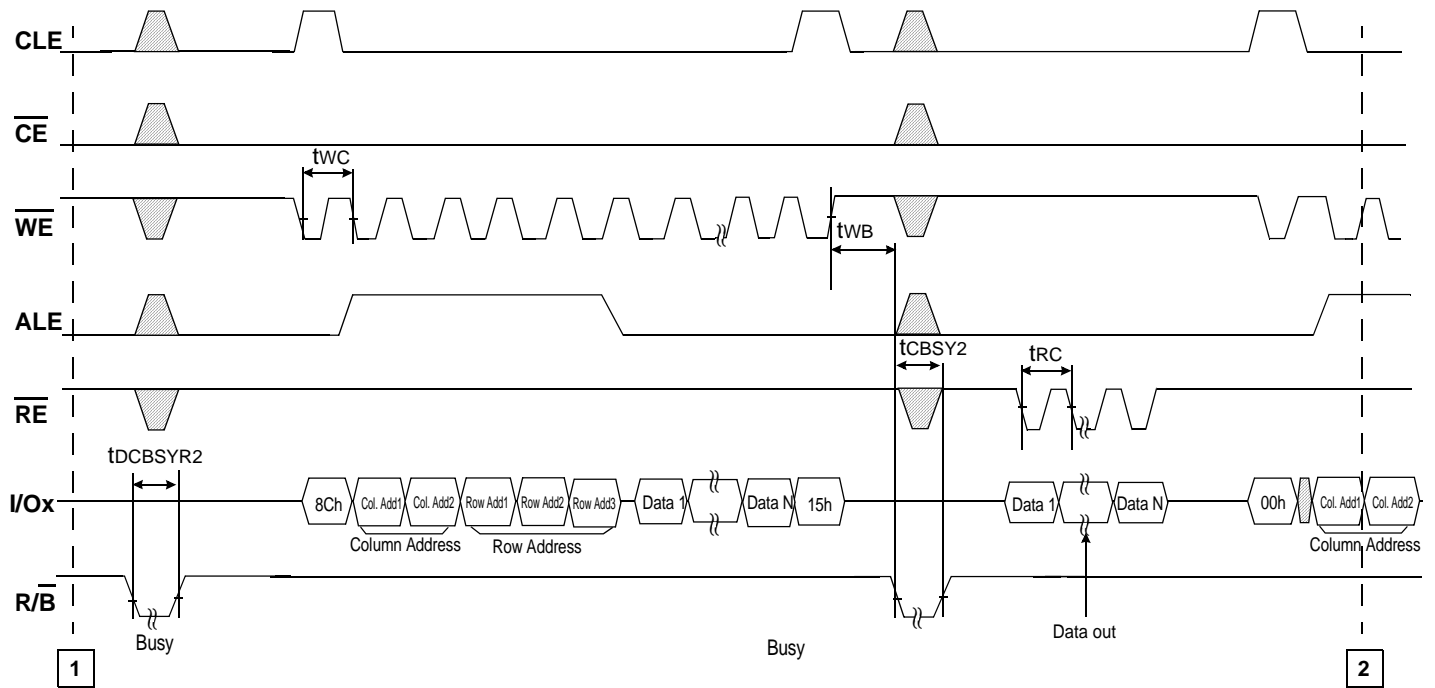 CLE
CE
tWC
WE
tWB
ALE
tCBSY2
tRC
RE
tDCBSYR2
I/Ox
8Ch Col. Add1 Col. Add2 Row Add1 Row Add2 Row Add3 Data 1 Data N 15h Data 1 Data N 00h Col. Add1 Col. Add2
Column Address Row Address Column Address
R/B
Busy Busy Data out
1 2